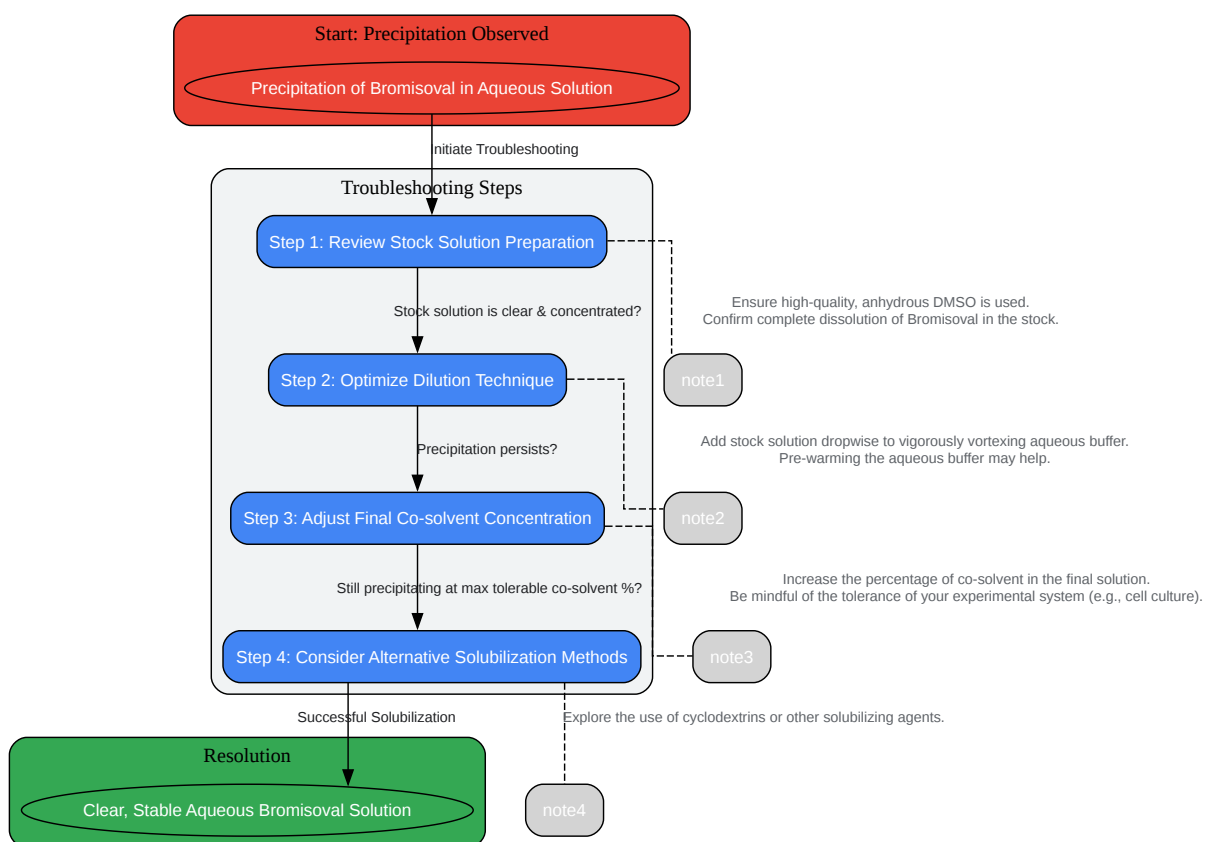 Start: Precipitation Observed
Precipitation of Bromisoval in Aqueous Solution
Initiate Troubleshooting
Troubleshooting Steps
Step 1: Review Stock Solution Preparation
Stock solution is clear & concentrated?
Ensure high-quality, anhydrous DMSO is used.
Confirm complete dissolution of Bromisoval in the stock.
Step 2: Optimize Dilution Technique
note1
Precipitation persists?
Add stock solution dropwise to vigorously vortexing aqueous buffer.
Pre-warming the aqueous buffer may help.
Step 3: Adjust Final Co-solvent Concentration
note2
Still precipitating at max tolerable co-solvent %?
Increase the percentage of co-solvent in the final solution.
Be mindful of the tolerance of your experimental system (e.g., cell culture).
Step 4: Consider Alternative Solubilization Methods
note3
Successful Solubilization
Explore the use of cyclodextrins or other solubilizing agents.
Resolution
Clear, Stable Aqueous Bromisoval Solution
note4